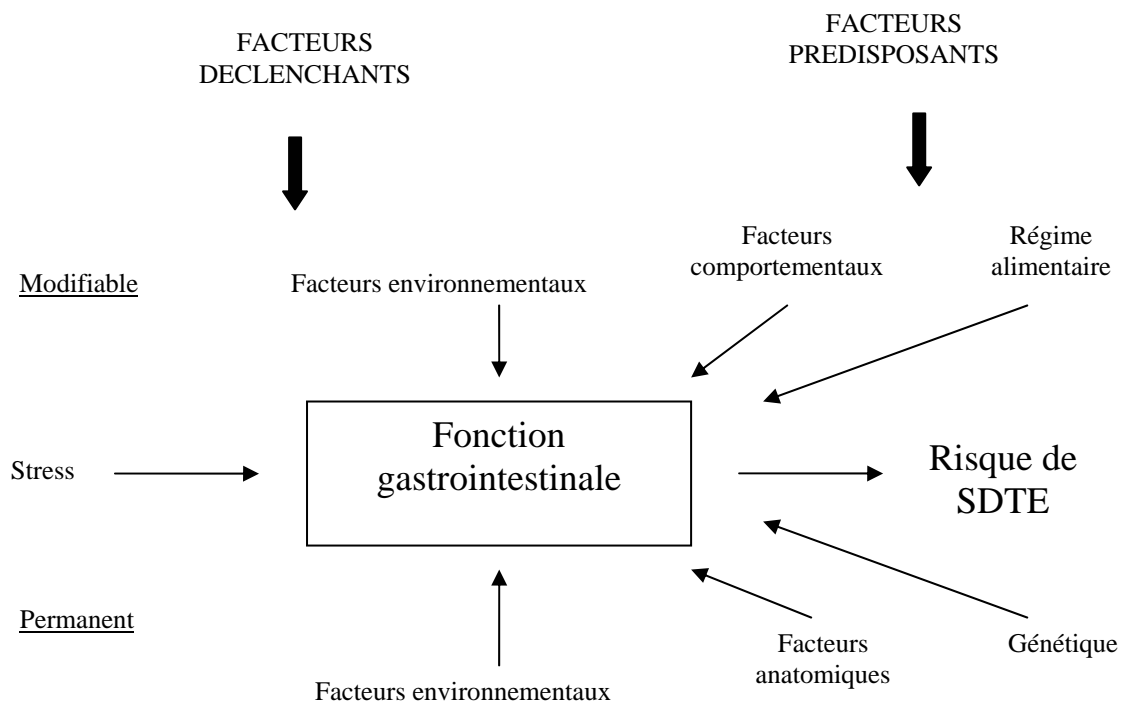 FACTEURS
DECLENCHANTS
FACTEURS
PREDISPOSANTS
Modifiable
Facteurs environnementaux
Facteurs
comportementaux
Régime
alimentaire
Stress
Fonction
gastrointestinale
Risque de
SDTE
Permanent
Facteurs environnementaux
Facteurs
anatomiques
Génétique